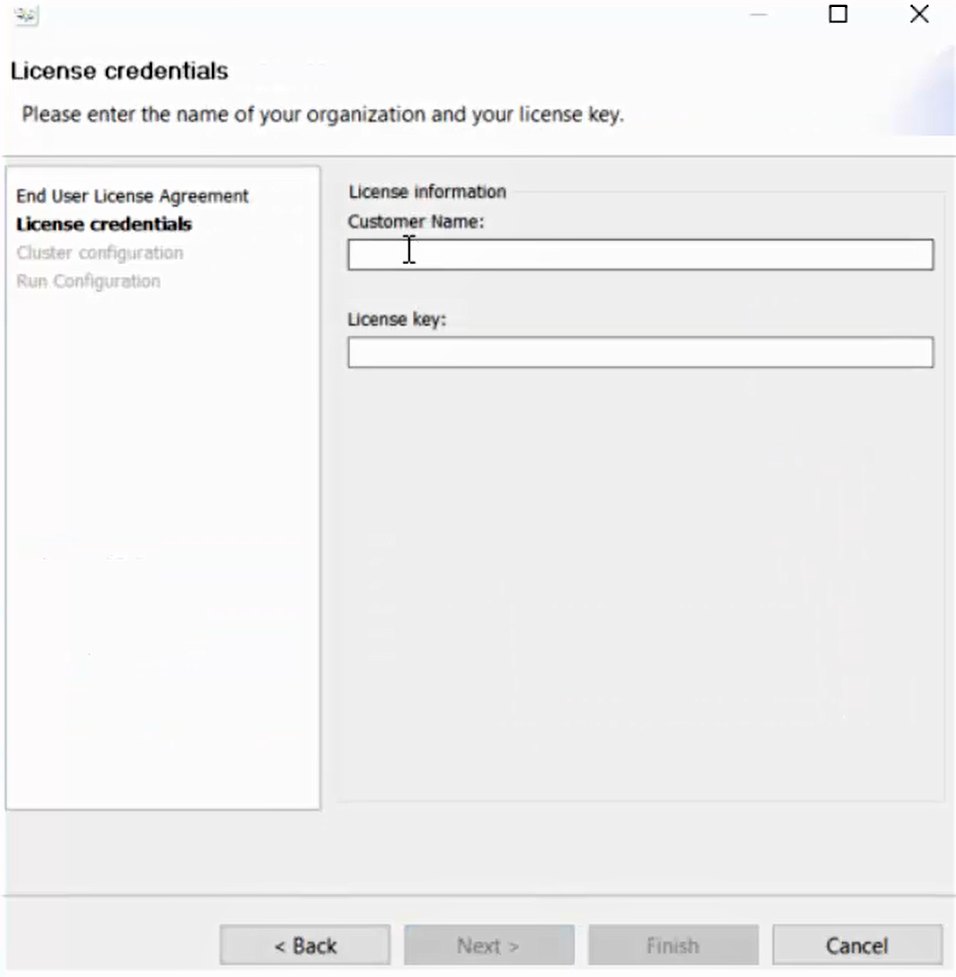 License credentials
Please enter the name of your organization and your license key.
End User License Agreement
License credentials
Cluster configuration
Run Configuration
License information
Customer Name:
License key:
< Back
Next >
Finish
Cancel